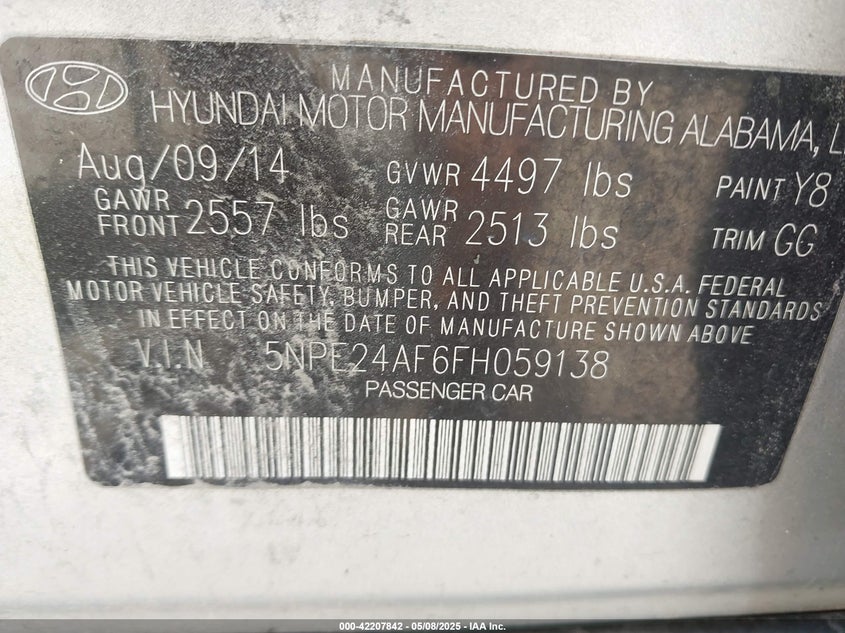 MANUFACTURED BY
HYUNDAI MOTOR MANUFACTURING ALABAMA, L
Aug/09/14 GVWR 4497 lbs PAINT Y8
GAWR FRONT 2557 lbs GAWR REAR 2513 lbs TRIM GG
THIS VEHICLE CONFORMS TO ALL APPLICABLE U.S.A. FEDERAL
MOTOR VEHICLE SAFETY, BUMPER, AND THEFT PREVENTION STANDARDS
IN EFFECT ON THE DATE OF MANUFACTURE SHOWN ABOVE
V.I.N 5NPE24AF6FH059138
PASSENGER CAR
000-42207842 - 05/08/2025 - IAA Inc.